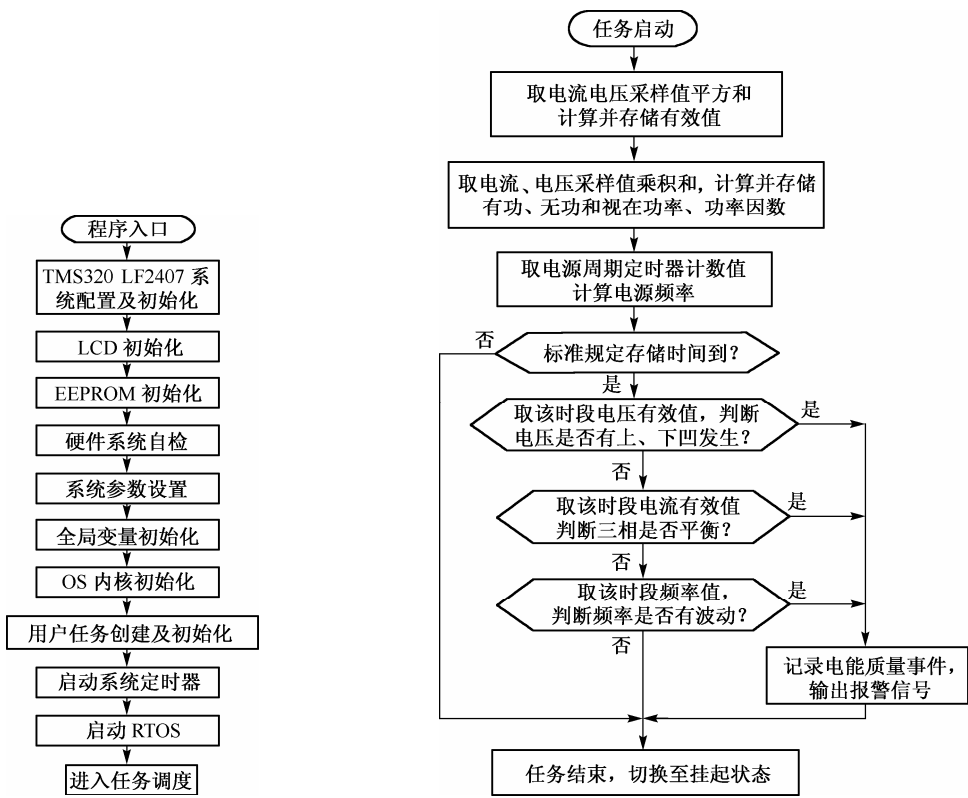 程序入口
TMS320 LF2407 系
统配置及初始化
LCD 初始化
EEPROM 初始化
硬件系统自检
系统参数设置
全局变量初始化
OS 内核初始化
用户任务创建及初始化
启动系统定时器
启动 RTOS
进入任务调度
任务启动
取电流电压采样值平方和
计算并存储有效值
取电流、电压采样值乘积和,计算并存储
有功、无功和视在功率、功率因数
取电源周期定时器计数值
计算电源频率
否
标准规定存储时间到?
是
取该时段电压有效值,判断
电压是否有上、下凹发生?
是
否
取该时段电流有效值
判断三相是否平衡?
是
否
取该时段频率值,
判断频率是否有波动?
是
否
记录电能质量事件,
输出报警信号
任务结束,切换至挂起状态